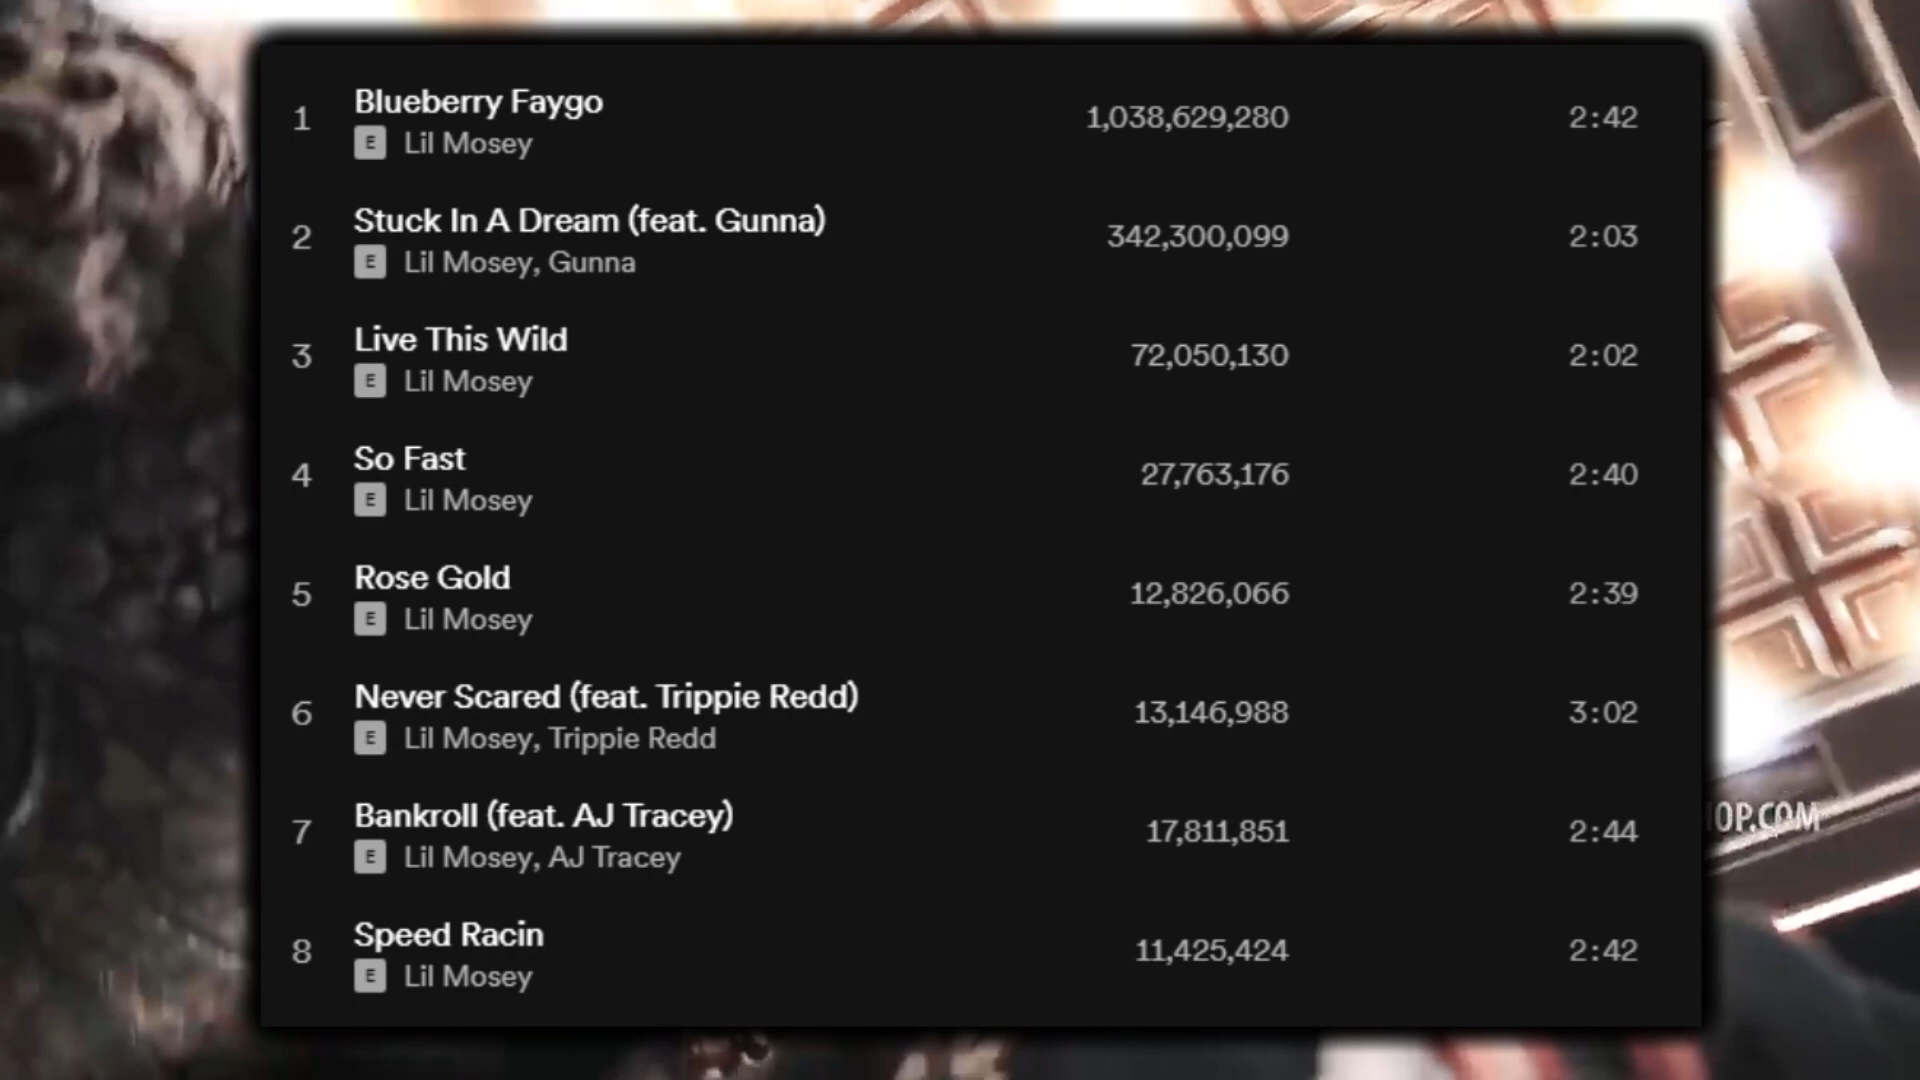 1 Blueberry Faygo 1,038,629,280 2:42
E Lil Mosey
2 Stuck In A Dream (feat. Gunna) 342,300,099 2:03
E Lil Mosey, Gunna
3 Live This Wild 72,050,130 2:02
E Lil Mosey
4 So Fast 27,763,176 2:40
E Lil Mosey
5 Rose Gold 12,826,066 2:39
E Lil Mosey
6 Never Scared (feat. Trippie Redd) 13,146,988 3:02
E Lil Mosey, Trippie Redd
7 Bankroll (feat. AJ Tracey) 17,811,851 2:44
E Lil Mosey, AJ Tracey
OP.COM
8 Speed Racin 11,425,424 2:42
E Lil Mosey